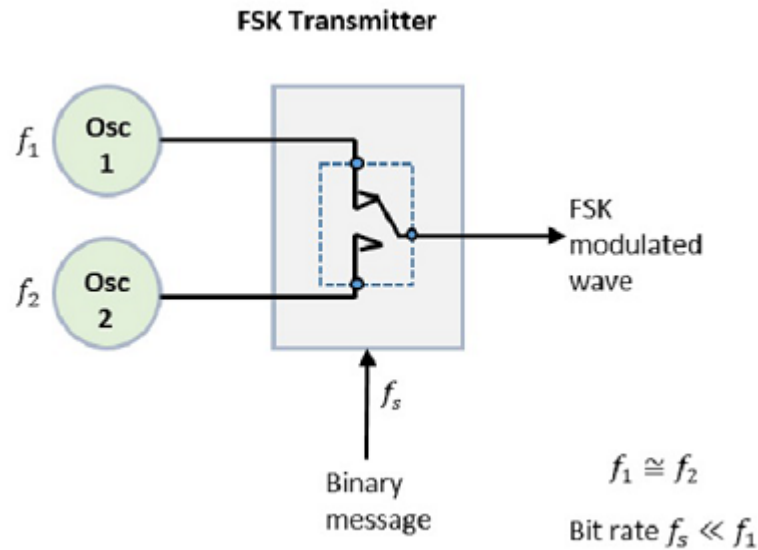 FSK Transmitter
f₁
Osc
1
f₂
Osc
2
FSK
modulated
wave
fₛ
Binary
message
f₁ ≅ f₂
Bit rate fₛ ≪ f₁